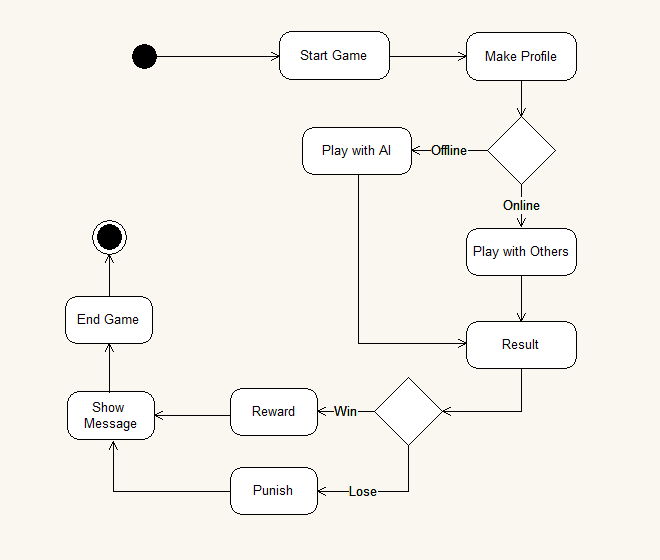 Start Game
Make Profile
Play with AI
Offline
Online
Play with Others
End Game
Result
Show
Message
Reward
Win
Punish
Lose